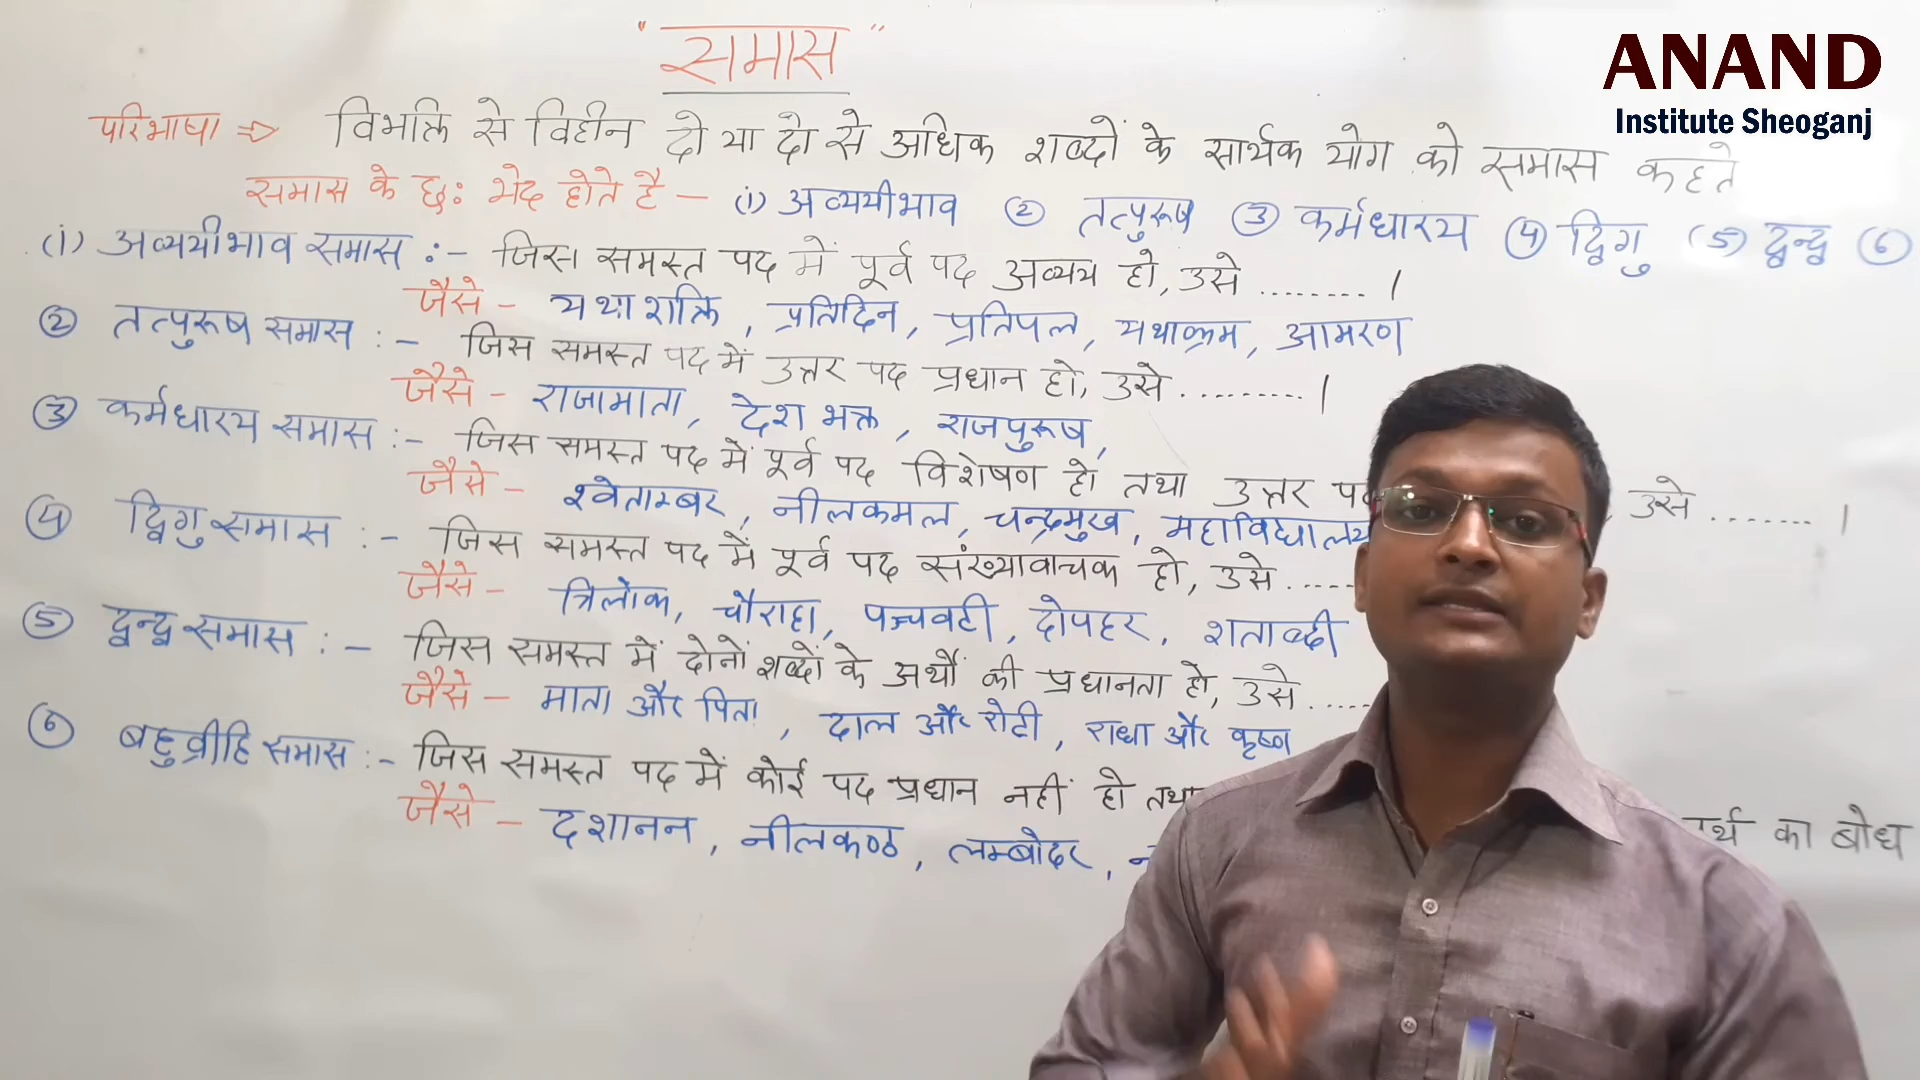 "समास"
ANAND
Institute Sheoganj
परिभाषा => विभक्ति से विहीन दो या दो से अधिक शब्दों के सार्थक योग को समास कहते
समास के छः भेद होते है - (i) अव्ययीभाव ② तत्पुरूष ③ कर्मधारय ④ द्विगु (5) द्वन्द्व ⑥
(i) अव्ययीभाव समास :- जिस समस्त पद में पूर्व पद अव्यय हो, उसे ........ ।
जैसे - यथाशक्ति, प्रतिदिन, प्रतिपल, यथाक्रम, आमरण
② तत्पुरूष समास :- जिस समस्त पद में उत्तर पद प्रधान हो, उसे .......... ।
जैसे - राजामाता, देश भक्त, राजपुरूष,
③ कर्मधारय समास :- जिस समस्त पद में पूर्व पद विशेषण हो तथा उत्तर पद उसे ........ ।
जैसे - श्वेताम्बर, नीलकमल, चन्द्रमुख, महाविद्यालय
④ द्विगु समास :- जिस समस्त पद में पूर्व पद संख्यावाचक हो, उसे .....
जैसे - त्रिलोक, चौराहा, पञ्चवटी, दोपहर, शताब्दी
⑤ द्वन्द्व समास :- जिस समस्त में दोनों शब्दों के अर्थों की प्रधानता हो, उसे .....
जैसे - माता और पिता, दाल और रोटी, राधा और कृष्ण
⑥ बहुव्रीहि समास :- जिस समस्त पद में कोई पद प्रधान नहीं हो तथा का बोध
जैसे - दशानन, नीलकण्ठ, लम्बोदर,